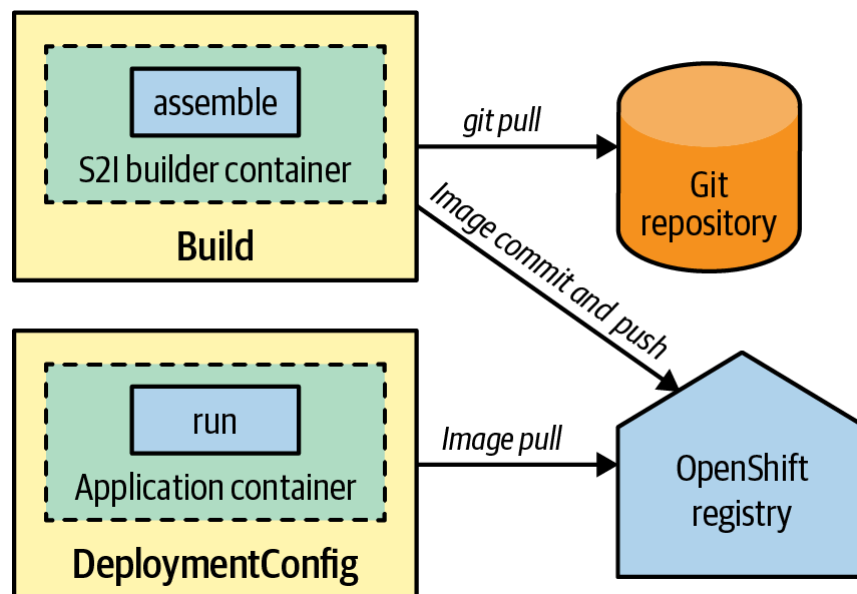 assemble
S2I builder container
Build
git pull
Git
repository
Image commit and push
run
Application container
DeploymentConfig
Image pull
OpenShift
registry